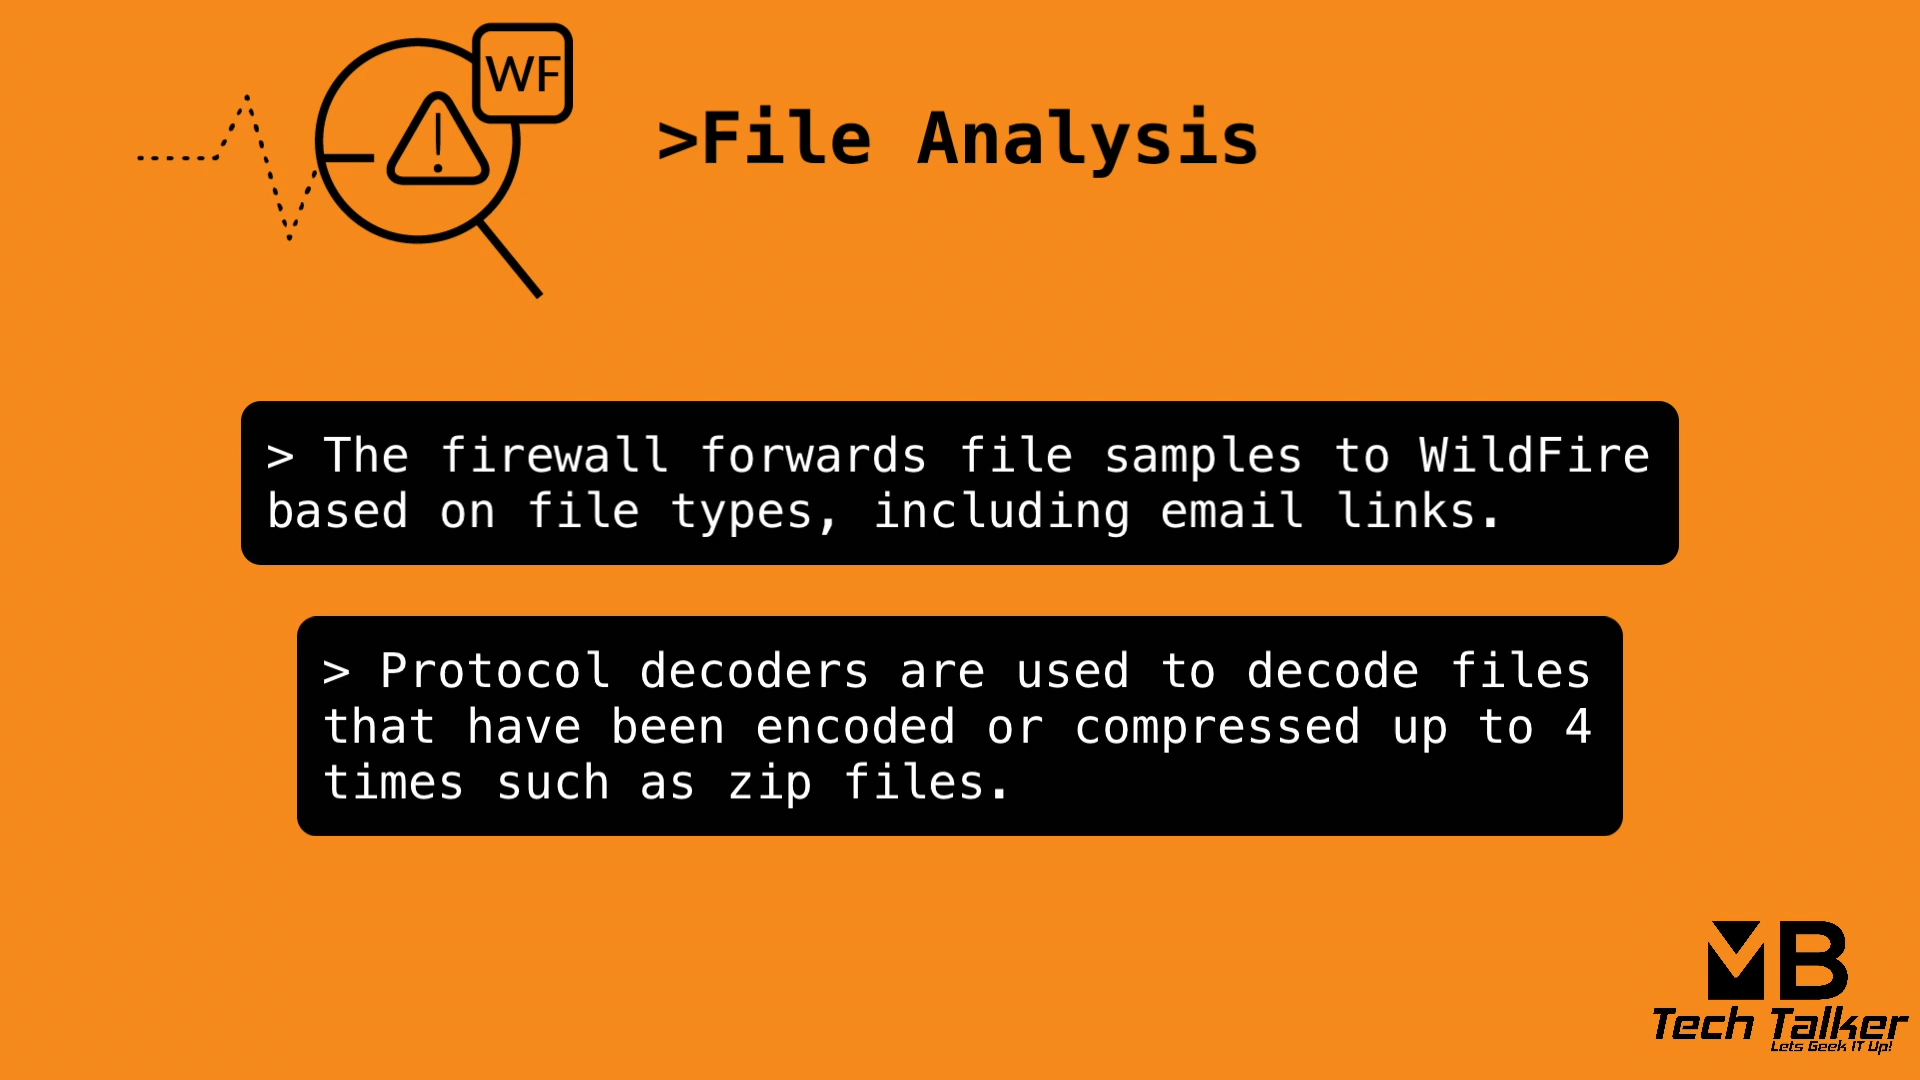 WF
>File Analysis
> The firewall forwards file samples to WildFire
based on file types, including email links.
> Protocol decoders are used to decode files
that have been encoded or compressed up to 4
times such as zip files.
MB
Tech Talker
Lets Geek IT Up!